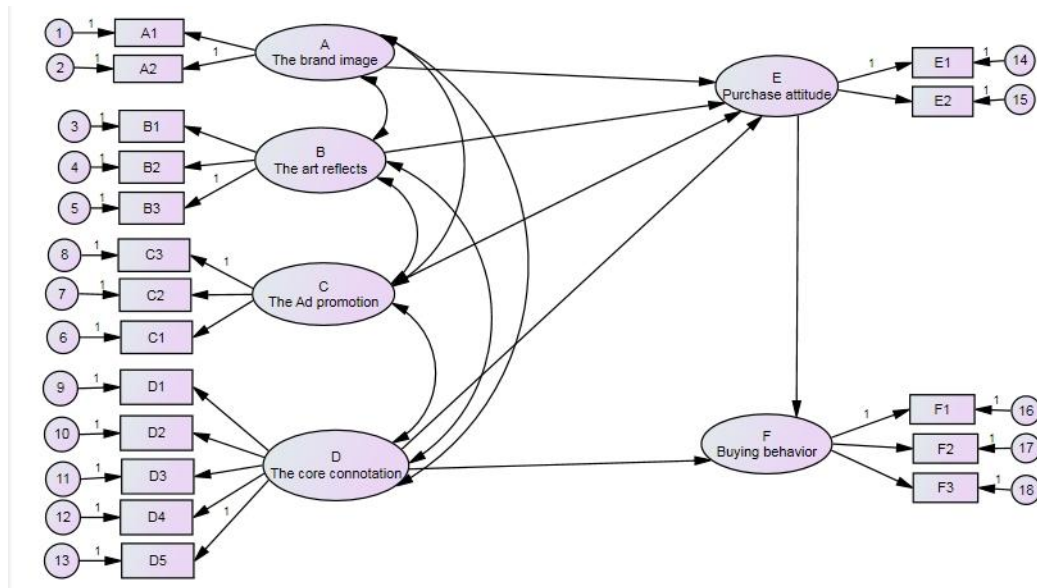 1
1
A1
2
1
A2
1
A
The brand image
3
1
B1
4
1
B2
5
1
B3
1
B
The art reflects
8
1
C3
1
7
1
C2
6
1
C1
C
The Ad promotion
9
1
D1
10
1
D2
11
1
D3
12
1
D4
13
1
D5
1
D
The core connotation
E
Purchase attitude
1
E1
1
14
E2
1
15
F
Buying behavior
1
F1
1
16
F2
1
17
F3
1
18